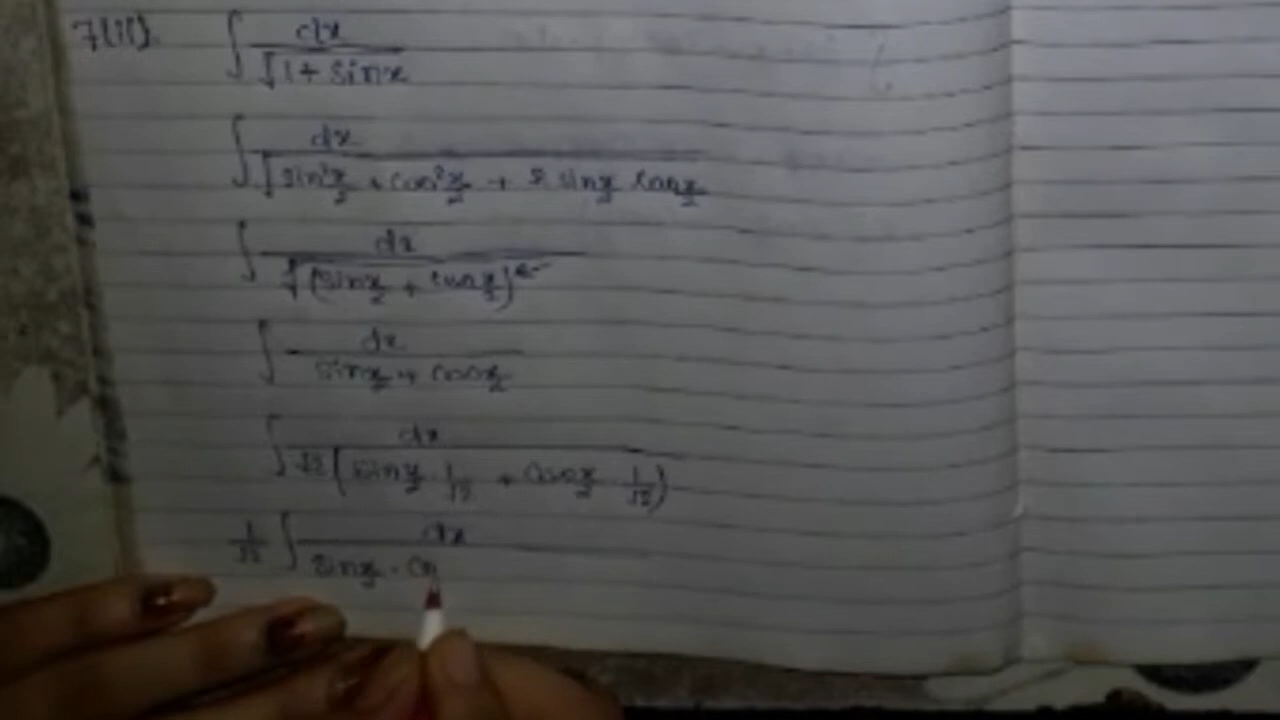 7(ii). ∫ dx / √1 + sinx
∫ dx / √sin²x/2 + cos²x/2 + 2 sinx/2 cosx/2
∫ dx / √(sinx/2 + cosx/2)²
∫ dx / sinx/2 + cosx/2
∫ dx / √2 (sinx/2 · 1/√2 + cosx/2 · 1/√2)
1/√2 ∫ dx / sinx/2 · co